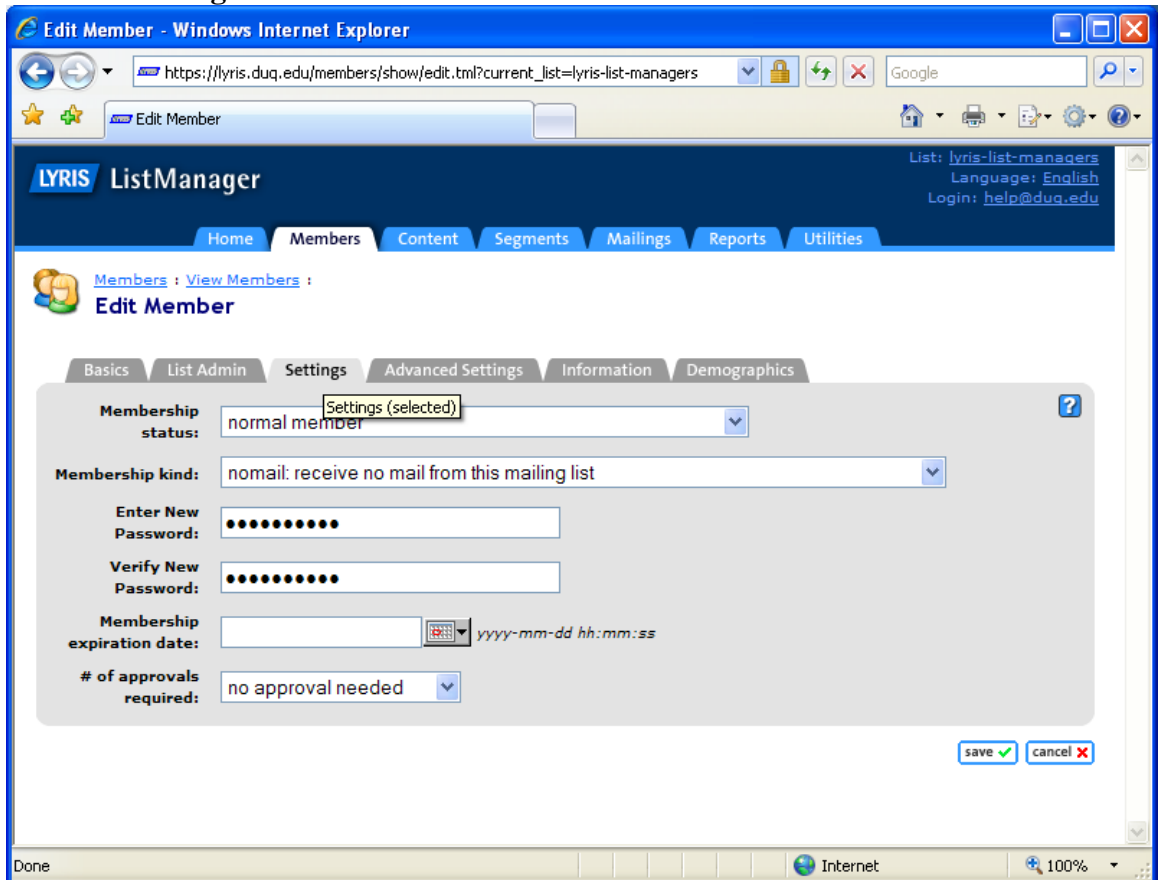 Edit Member - Windows Internet Explorer
https://lyris.duq.edu/members/show/edit.tml?current_list=lyris-list-managers
Google
Edit Member
List: lyris-list-managers
LYRIS ListManager
Language: English
Login: help@duq.edu
Home Members Content Segments Mailings Reports Utilities
Members : View Members :
Edit Member
Basics List Admin Settings Advanced Settings Information Demographics
Settings (selected)
Membership status: normal member
Membership kind: nomail: receive no mail from this mailing list
Enter New
Password: ••••••••••
Verify New
Password: ••••••••••
Membership
expiration date: yyyy-mm-dd hh:mm:ss
# of approvals
required: no approval needed
save cancel
Done Internet 100%